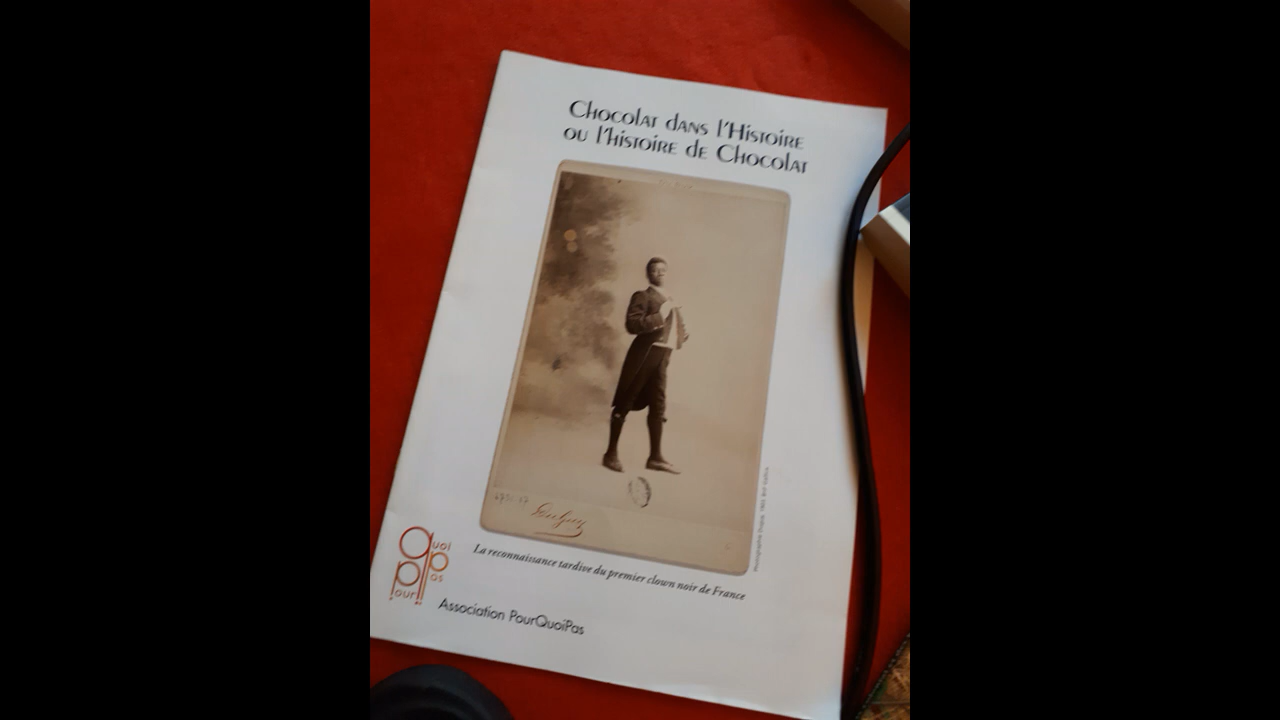 Chocolat dans l'Histoire
ou l'histoire de Chocolat
La reconnaissance tardive du premier clown noir de France
Quoi
Pas
Pour
Association PourQuoiPas